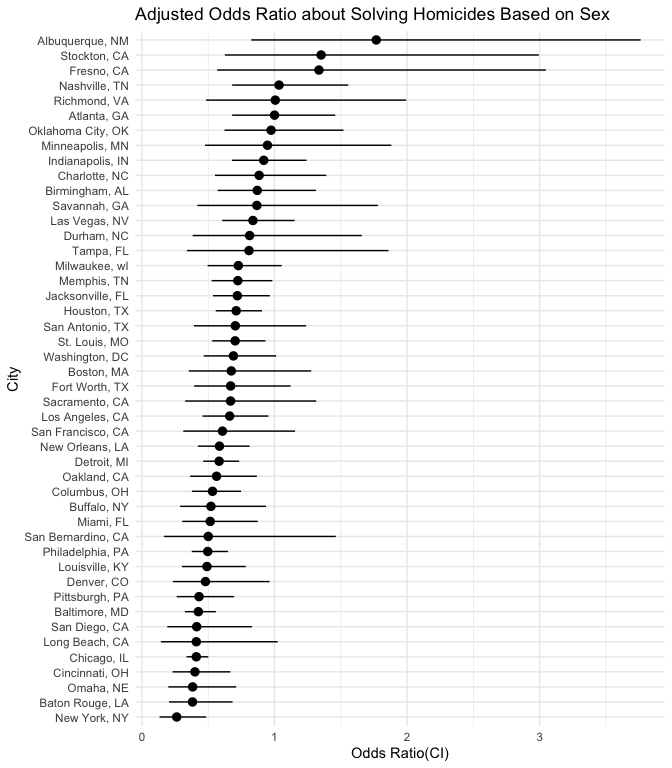 Adjusted Odds Ratio about Solving Homicides Based on Sex
Albuquerque, NM
Stockton, CA
Fresno, CA
Nashville, TN
Richmond, VA
Atlanta, GA
Oklahoma City, OK
Minneapolis, MN
Indianapolis, IN
Charlotte, NC
Birmingham, AL
Savannah, GA
Las Vegas, NV
Durham, NC
Tampa, FL
Milwaukee, wI
Memphis, TN
Jacksonville, FL
Houston, TX
San Antonio, TX
St. Louis, MO
Washington, DC
Boston, MA
Fort Worth, TX
Sacramento, CA
Los Angeles, CA
San Francisco, CA
New Orleans, LA
Detroit, MI
Oakland, CA
Columbus, OH
Buffalo, NY
Miami, FL
San Bernardino, CA
Philadelphia, PA
Louisville, KY
Denver, CO
Pittsburgh, PA
Baltimore, MD
San Diego, CA
Long Beach, CA
Chicago, IL
Cincinnati, OH
Omaha, NE
Baton Rouge, LA
New York, NY
City
0 1 2 3
Odds Ratio(CI)